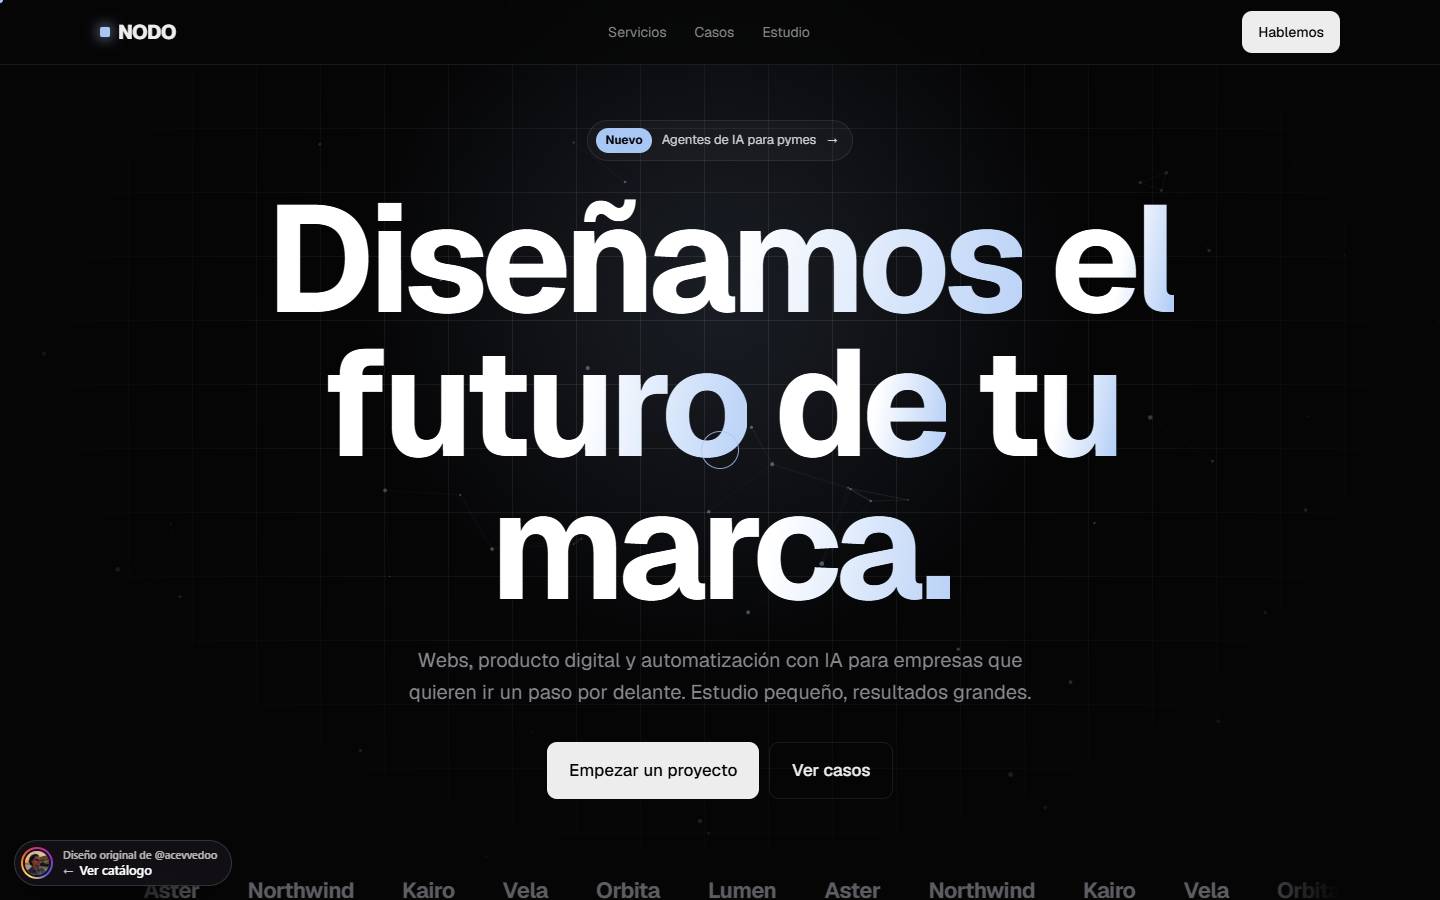 NODO
Servicios
Casos
Estudio
Hablemos
Nuevo Agentes de IA para pymes →
Diseñamos el
futuro de tu
marca.
Webs, producto digital y automatización con IA para empresas que
quieren ir un paso por delante. Estudio pequeño, resultados grandes.
Empezar un proyecto
Ver casos
Diseño original de @acevvedoo
← Ver catálogo
Aster Northwind Kairo Vela Orbita Lumen Aster Northwind Kairo Vela Orbita